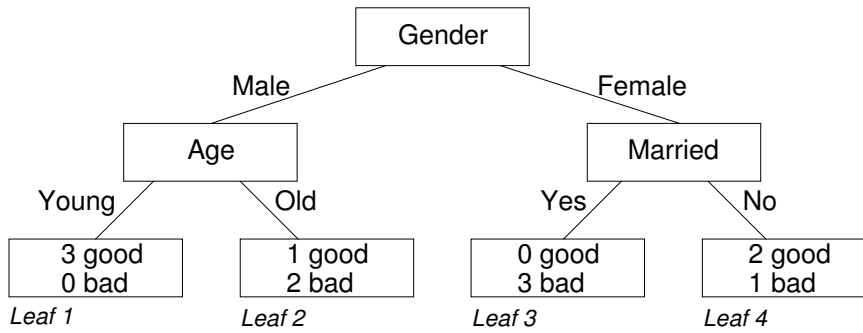 Gender
Male
Female
Age
Married
Young
Old
Yes
No
3 good
0 bad
1 good
2 bad
0 good
3 bad
2 good
1 bad
Leaf 1
Leaf 2
Leaf 3
Leaf 4